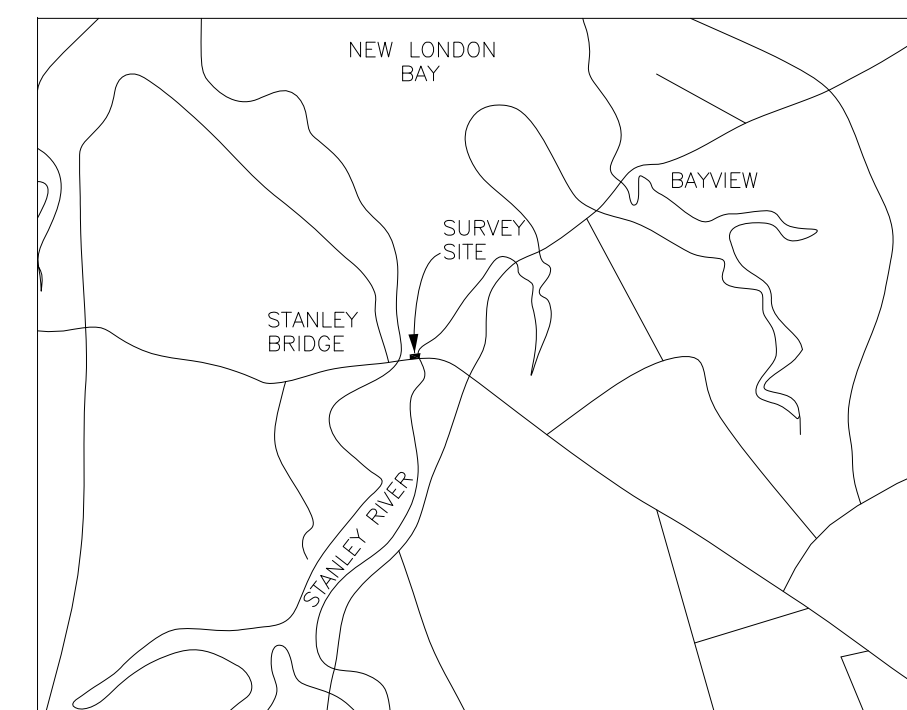 NEW LONDON
BAY
BAYVIEW
SURVEY
SITE
STANLEY
BRIDGE
STANLEY RIVER